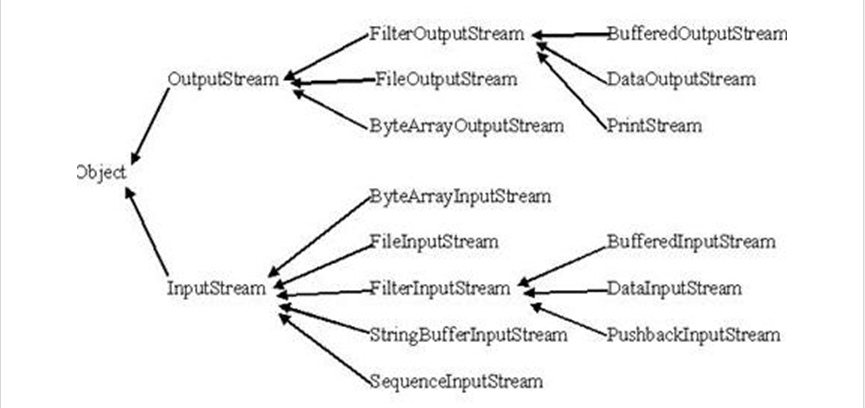 FilterOutputStream BufferedOutputStream
OutputStream FileOutputStream DataOutputStream
ByteArrayOutputStream PrintStream
Object
ByteArrayInputStream
FileInputStream BufferedInputStream
InputStream FilterInputStream DataInputStream
StringBufferInputStream PushbackInputStream
SequenceInputStream